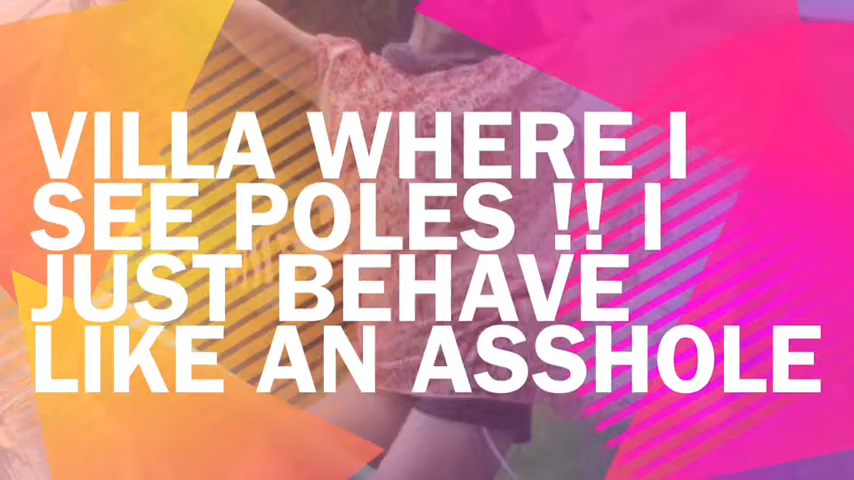 VILLA WHERE I
SEE POLES !! I
JUST BEHAVE
LIKE AN ASSHOLE